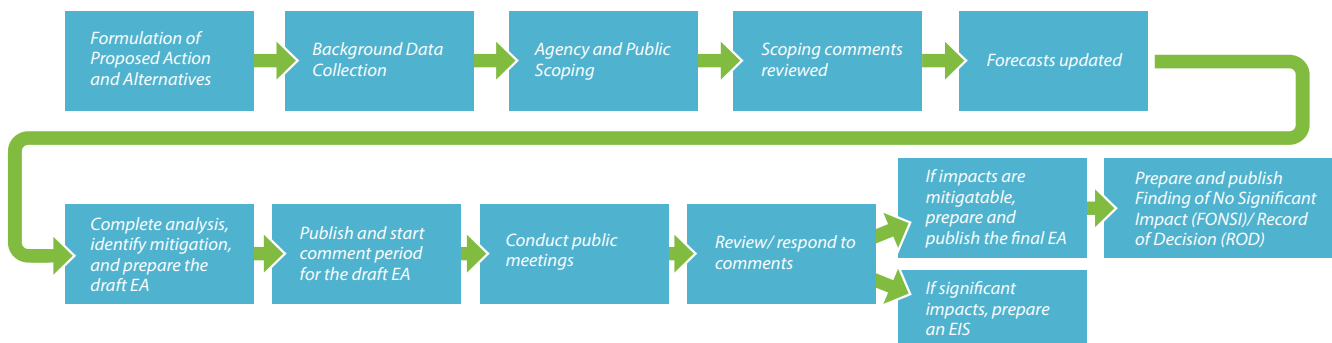 Formulation of
Proposed Action
and Alternatives
Background Data
Collection
Agency and Public
Scoping
Scoping comments
reviewed
Forecasts updated
Complete analysis,
identify mitigation,
and prepare the
draft EA
Publish and start
comment period
for the draft EA
Conduct public
meetings
Review/ respond to
comments
If impacts are
mitigatable,
prepare and
publish the final EA
Prepare and publish
Finding of No Significant
Impact (FONSI)/ Record
of Decision (ROD)
If significant
impacts, prepare
an EIS